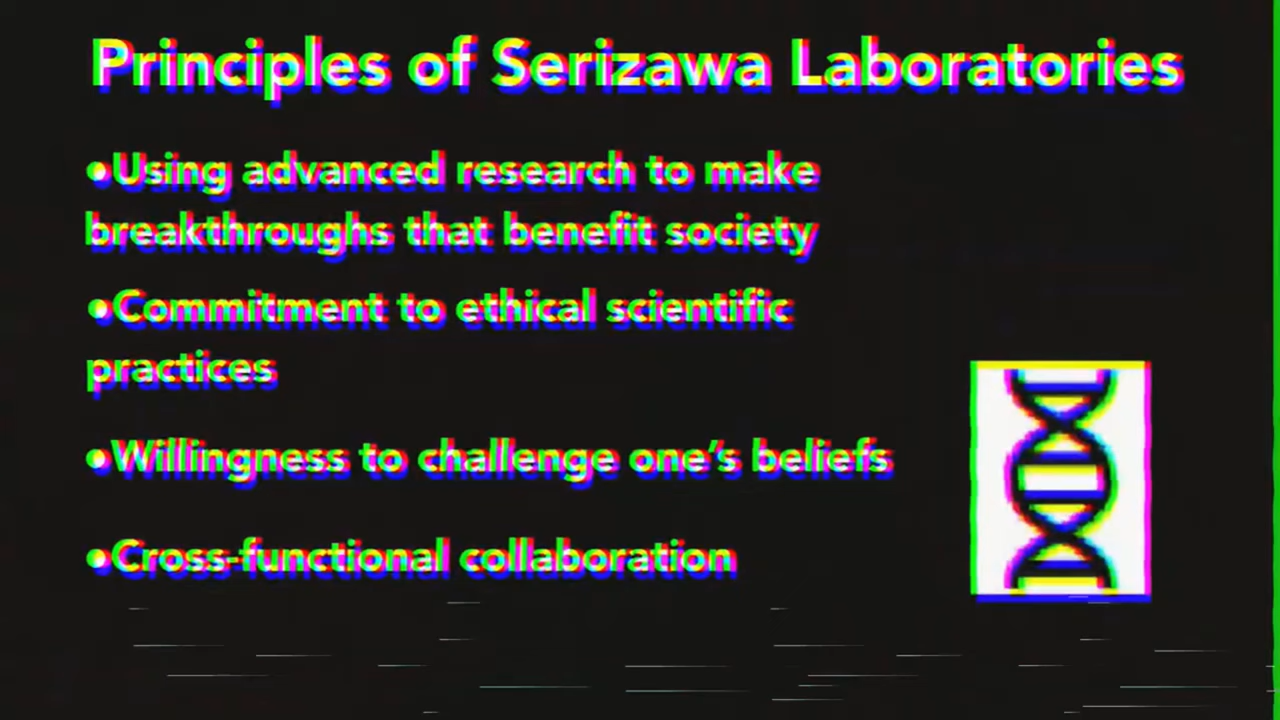 Principles of Serizawa Laboratories
•Using advanced research to make
breakthroughs that benefit society
•Commitment to ethical scientific
practices
•Willingness to challenge one’s beliefs
•Cross-functional collaboration